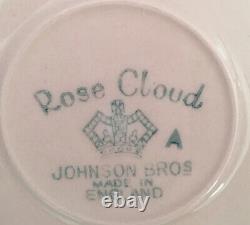 Rose Cloud
A
JOHNSON BROS
MADE IN
ENGLAND